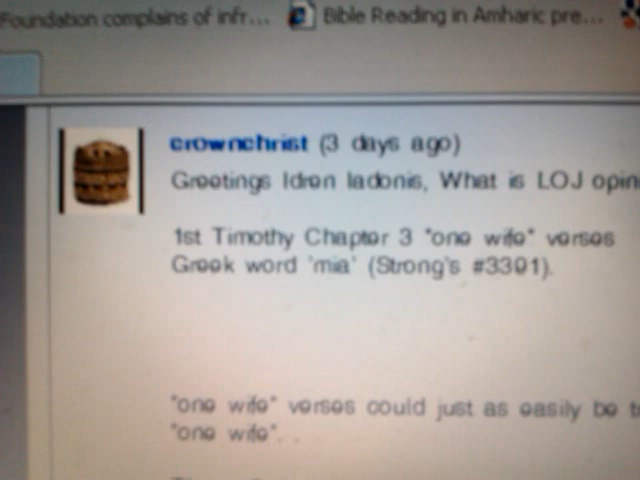 Foundation complains of infr... Bible Reading in Amharic pre...
crownchrist (3 days ago)
Greetings Idren Iadonis, What is LOJ opin
1st Timothy Chapter 3 "one wife" verses
Greek word 'mia' (Strong's #3391).
"one wife" verses could just as easily be t
"one wife". .